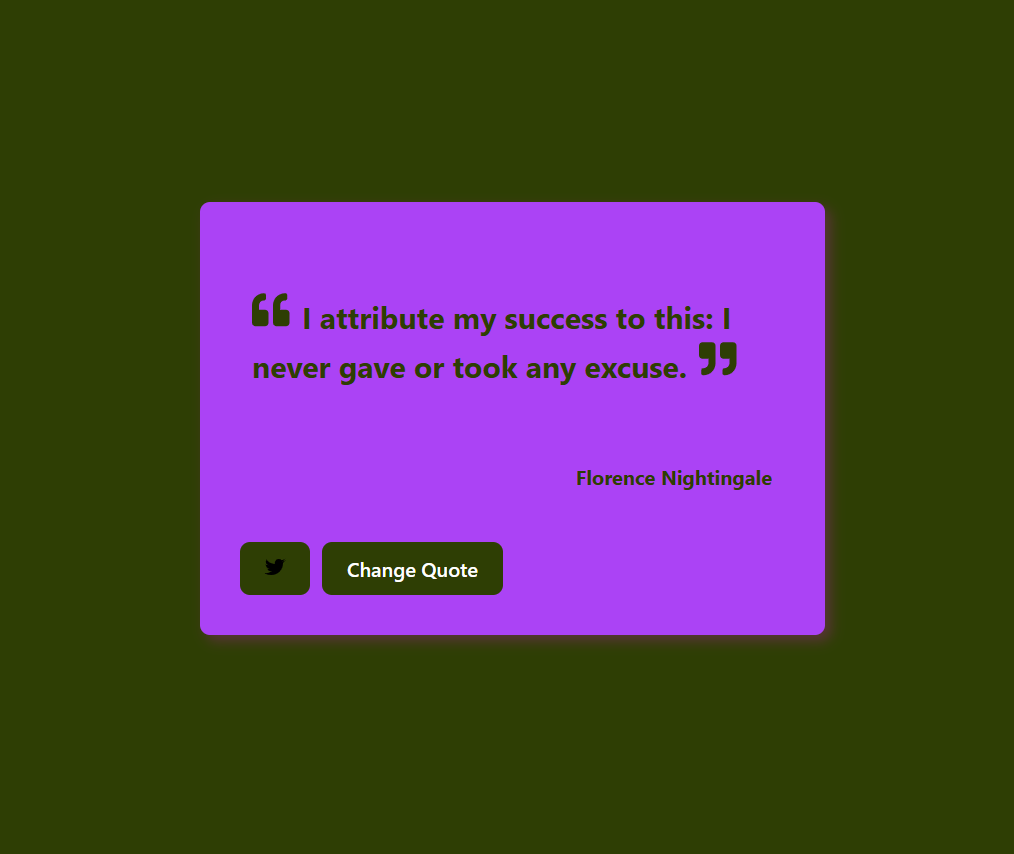 “ I attribute my success to this: I
never gave or took any excuse. ”
Florence Nightingale
Change Quote